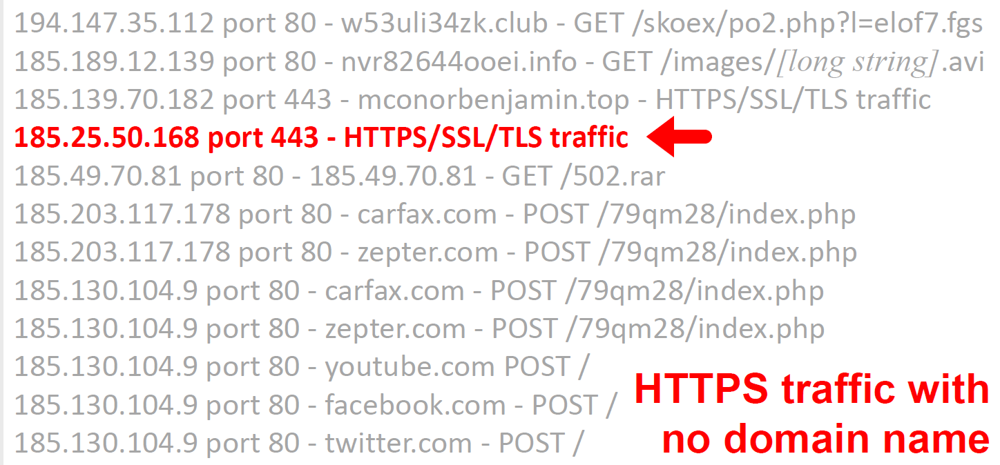 194.147.35.112 port 80 - w53uli34zk.club - GET /skoex/po2.php?l=elof7.fgs
185.189.12.139 port 80 - nvr82644ooei.info - GET /images/[long string].avi
185.139.70.182 port 443 - mconorbenjamin.top - HTTPS/SSL/TLS traffic
185.25.50.168 port 443 - HTTPS/SSL/TLS traffic
185.49.70.81 port 80 - 185.49.70.81 - GET /502.rar
185.203.117.178 port 80 - carfax.com - POST /79qm28/index.php
185.203.117.178 port 80 - zepter.com - POST /79qm28/index.php
185.130.104.9 port 80 - carfax.com - POST /79qm28/index.php
185.130.104.9 port 80 - zepter.com - POST /79qm28/index.php
185.130.104.9 port 80 - youtube.com POST /
185.130.104.9 port 80 - facebook.com - POST /
185.130.104.9 port 80 - twitter.com - POST /
HTTPS traffic with
no domain name